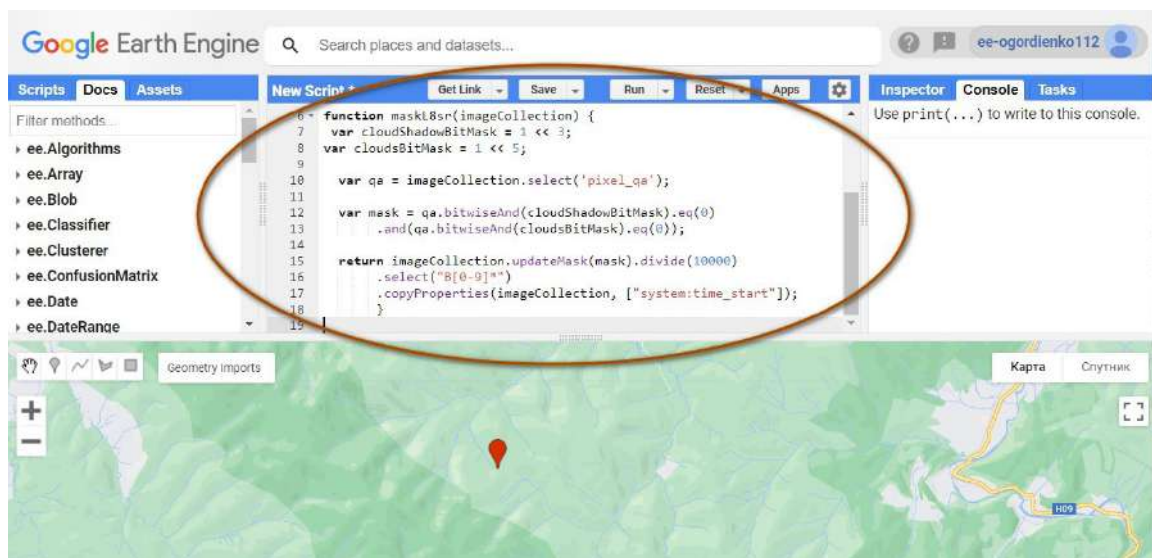 Google Earth Engine
Search places and datasets...
ee-ogordienko112
Scripts Docs Assets
New Script *
Get Link Save Run Reset Apps
Inspector Console Tasks
Filter methods...
ee.Algorithms
ee.Array
ee.Blob
ee.Classifier
ee.Clusterer
ee.ConfusionMatrix
ee.Date
ee.DateRange
6 function maskL8sr(imageCollection) {
7 var cloudShadowBitMask = 1 << 3;
8 var cloudsBitMask = 1 << 5;
9
10 var qa = imageCollection.select('pixel_qa');
11
12 var mask = qa.bitwiseAnd(cloudShadowBitMask).eq(0)
13 .and(qa.bitwiseAnd(cloudsBitMask).eq(0));
14
15 return imageCollection.updateMask(mask).divide(10000)
16 .select("B[0-9]*")
17 .copyProperties(imageCollection, ["system:time_start"]);
18 }
19
Use print(...) to write to this console.
Geometry Imports
Карта Спутник
H09